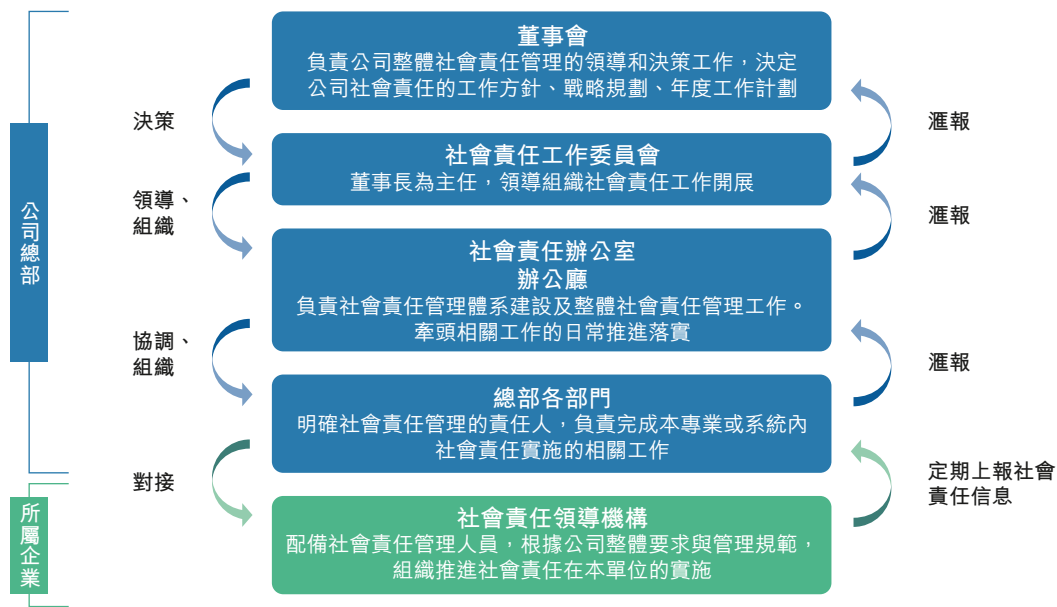 董事會
負責公司整體社會責任管理的領導和決策工作，決定
公司社會責任的工作方針、戰略規劃、年度工作計劃
決策
滙報
社會責任工作委員會
董事長為主任，領導組織社會責任工作開展
領導、
組織
滙報
公司總部
社會責任辦公室
辦公廳
負責社會責任管理體系建設及整體社會責任管理工作。
牽頭相關工作的日常推進落實
協調、
組織
滙報
總部各部門
明確社會責任管理的責任人，負責完成本專業或系統內
社會責任實施的相關工作
對接
定期上報社會
責任信息
所屬企業
社會責任領導機構
配備社會責任管理人員，根據公司整體要求與管理規範，
組織推進社會責任在本單位的實施